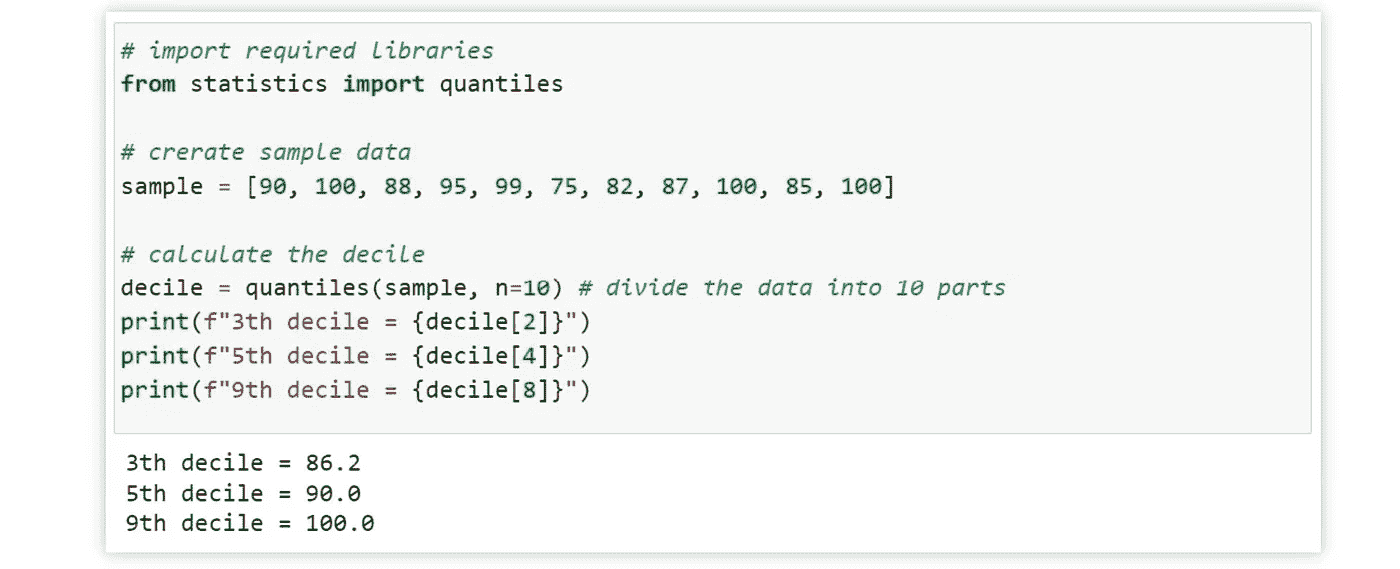 # import required libraries
from statistics import quantiles
# crerate sample data
sample = [90, 100, 88, 95, 99, 75, 82, 87, 100, 85, 100]
# calculate the decile
decile = quantiles(sample, n=10) # divide the data into 10 parts
print(f"3th decile = {decile[2]}")
print(f"5th decile = {decile[4]}")
print(f"9th decile = {decile[8]}")
3th decile = 86.2
5th decile = 90.0
9th decile = 100.0